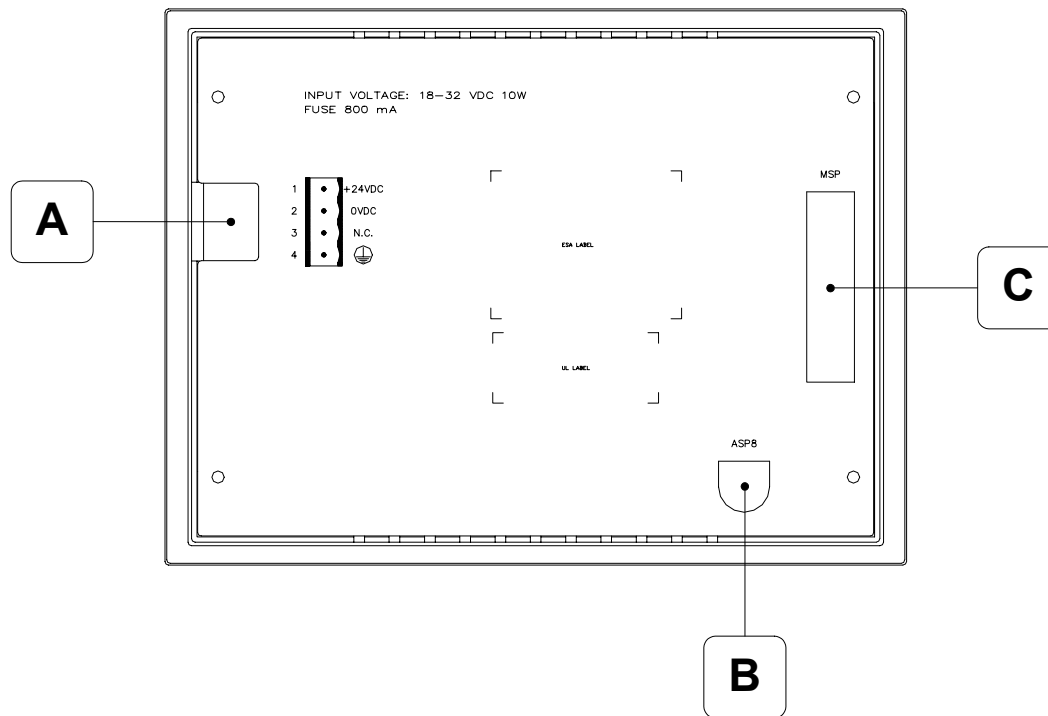 INPUT VOLTAGE: 18-32 VDC 10W
FUSE 800 mA
MSP
1 +24VDC
2 0VDC
3 N.C.
4
A
ESA LABEL
C
UL LABEL
ASP8
B